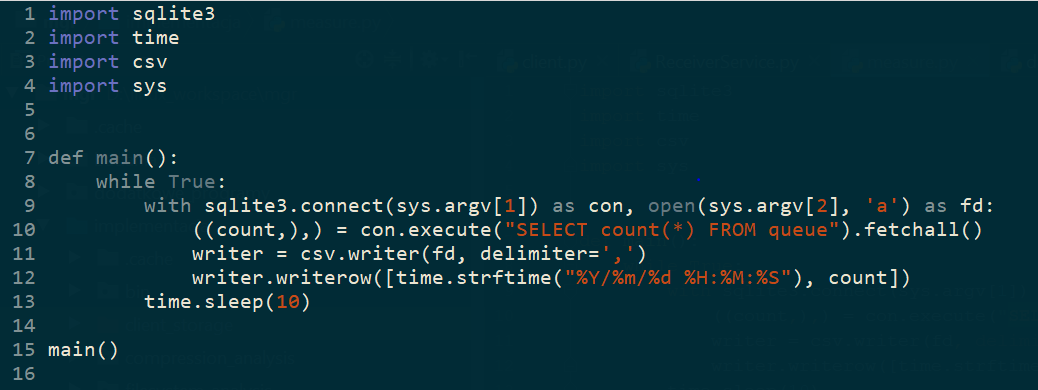 1 import sqlite3
2 import time
3 import csv
4 import sys
5
6
7 def main():
8     while True:
9         with sqlite3.connect(sys.argv[1]) as con, open(sys.argv[2], 'a') as fd:
10             ((count,),) = con.execute("SELECT count(*) FROM queue").fetchall()
11             writer = csv.writer(fd, delimiter=',')
12             writer.writerow([time.strftime("%Y/%m/%d %H:%M:%S"), count])
13         time.sleep(10)
14
15 main()
16